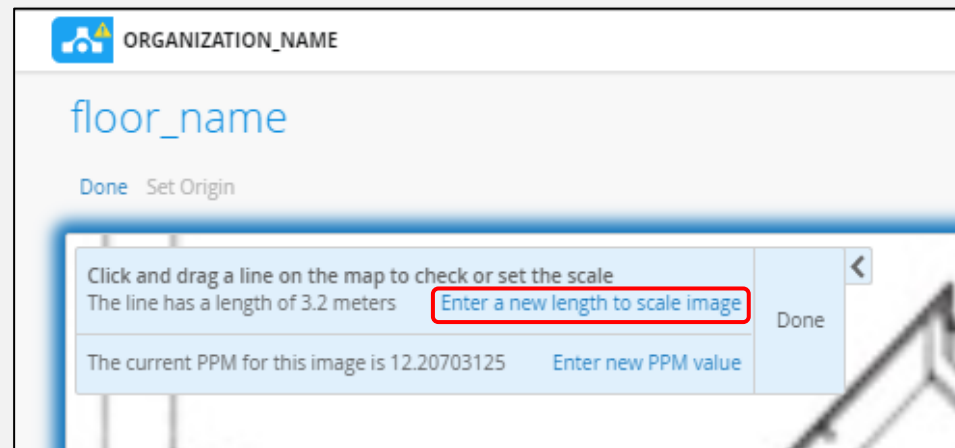 ORGANIZATION_NAME
floor_name
Done Set Origin
Click and drag a line on the map to check or set the scale
The line has a length of 3.2 meters Enter a new length to scale image
Done
The current PPM for this image is 12.20703125 Enter new PPM value